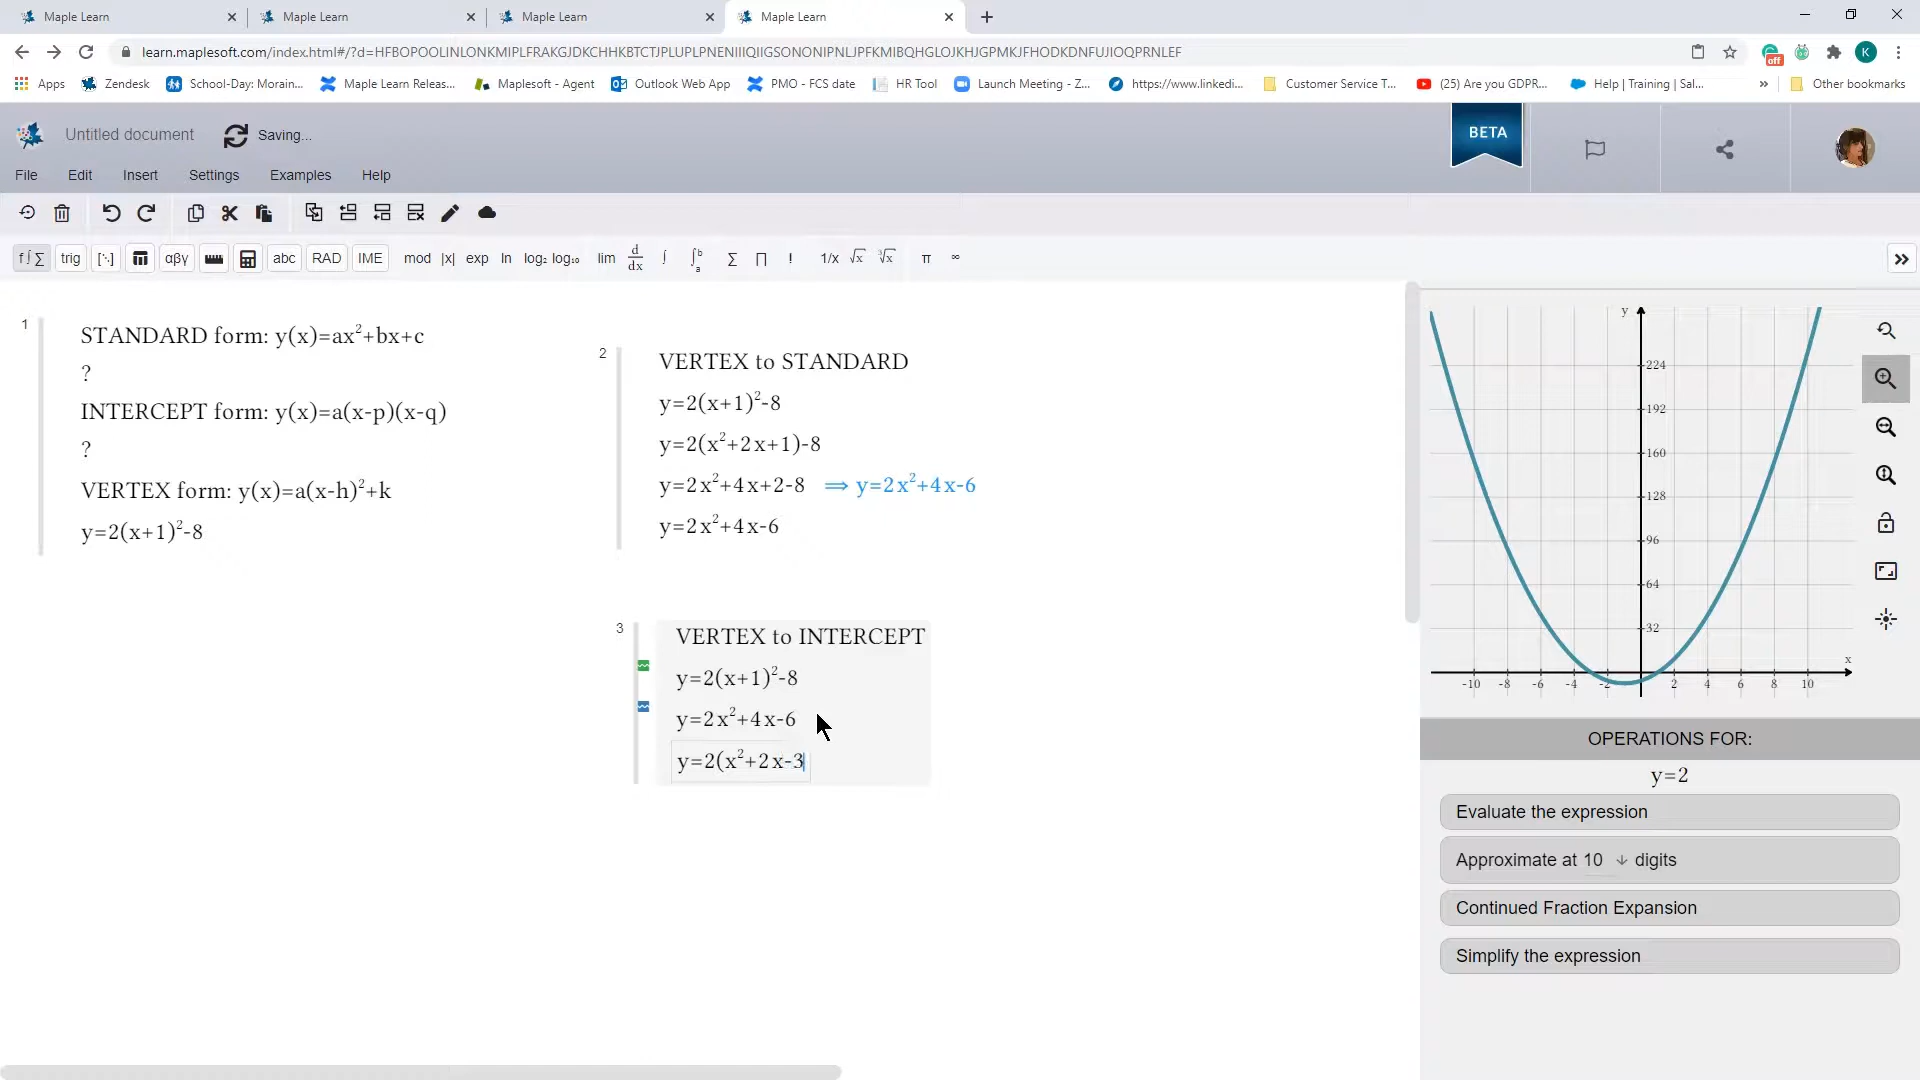 Maple Learn
Maple Learn
Maple Learn
Maple Learn
learn.maplesoft.com/index.html#/?d=HFBOPOOLINLONKMIPLFRAKGJDKCHHKBTCTJPLUPLPNENIIIQIIGSONONIPNLJPFKMIBQHGLOJKHJGPMKJFHODKDNFUJIOQPRNLEF
off
K
Apps
Zendesk
School-Day: Morain...
Maple Learn Releas...
Maplesoft - Agent
Outlook Web App
PMO - FCS date
HR Tool
Launch Meeting - Z...
https://www.linkedi...
Customer Service T...
(25) Are you GDPR...
Help | Training | Sal...
»
Other bookmarks
Untitled document
Saving...
BETA
File
Edit
Insert
Settings
Examples
Help
f∫∑
trig
αβγ
abc
RAD
IME
mod
|x|
exp
ln
log₂
log₁₀
lim
d/dx
∫
∫ₐᵇ
∑
∏
!
1/x
√x
∛x
π
∞
1
STANDARD form: y(x)=ax²+bx+c
?
INTERCEPT form: y(x)=a(x-p)(x-q)
?
VERTEX form: y(x)=a(x-h)²+k
y=2(x+1)²-8
2
VERTEX to STANDARD
y=2(x+1)²-8
y=2(x²+2x+1)-8
y=2x²+4x+2-8 ⟹ y=2x²+4x-6
y=2x²+4x-6
3
VERTEX to INTERCEPT
y=2(x+1)²-8
y=2x²+4x-6
y=2(x²+2x-3
y
224
192
160
128
96
64
32
x
-10 -8 -6 -4 -2 2 4 6 8 10
OPERATIONS FOR:
y=2
Evaluate the expression
Approximate at 10 ↓ digits
Continued Fraction Expansion
Simplify the expression